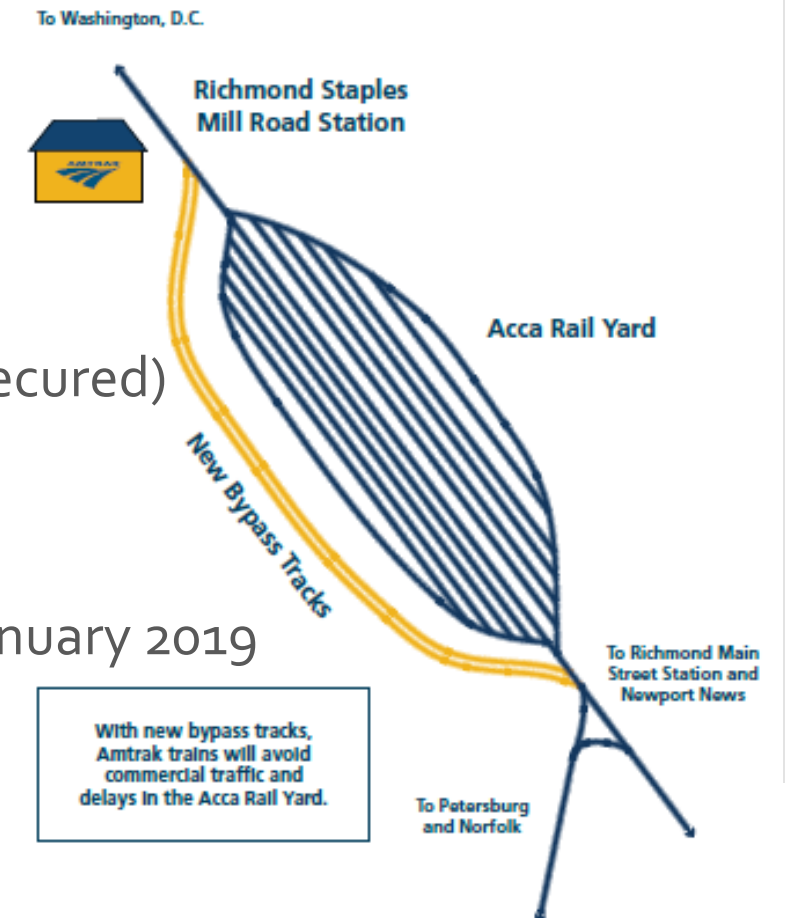 To Washington, D.C.
Richmond Staples
Mill Road Station
AMTRAK
Acca Rail Yard
ecured)
New Bypass Tracks
nuary 2019
To Richmond Main
Street Station and
Newport News
With new bypass tracks,
Amtrak trains will avoid
commercial traffic and
delays in the Acca Rail Yard.
To Petersburg
and Norfolk